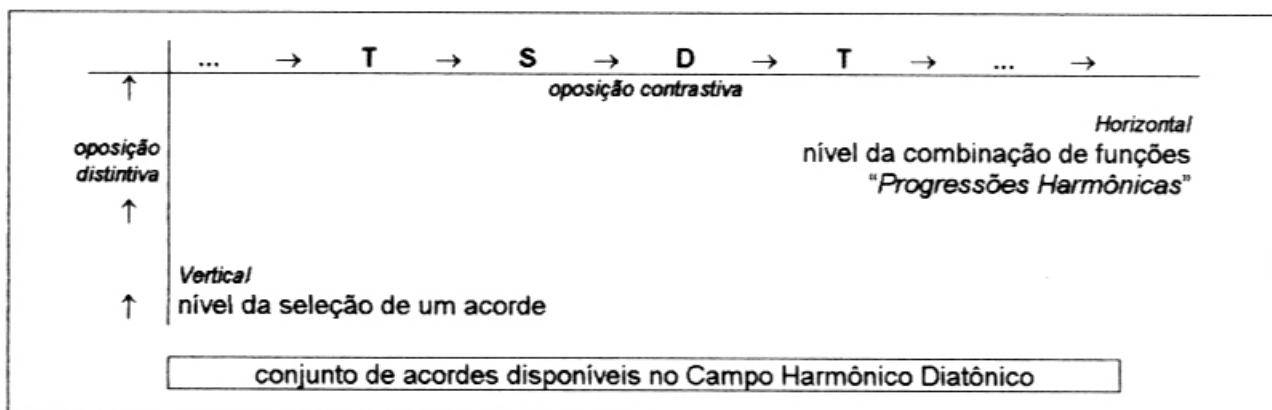 ... → T → S → D → T → ... →
↑
oposição contrastiva
oposição
distintiva
Horizontal
nível da combinação de funções
“Progressões Harmônicas”
↑
Vertical
↑ nível da seleção de um acorde
conjunto de acordes disponíveis no Campo Harmônico Diatônico